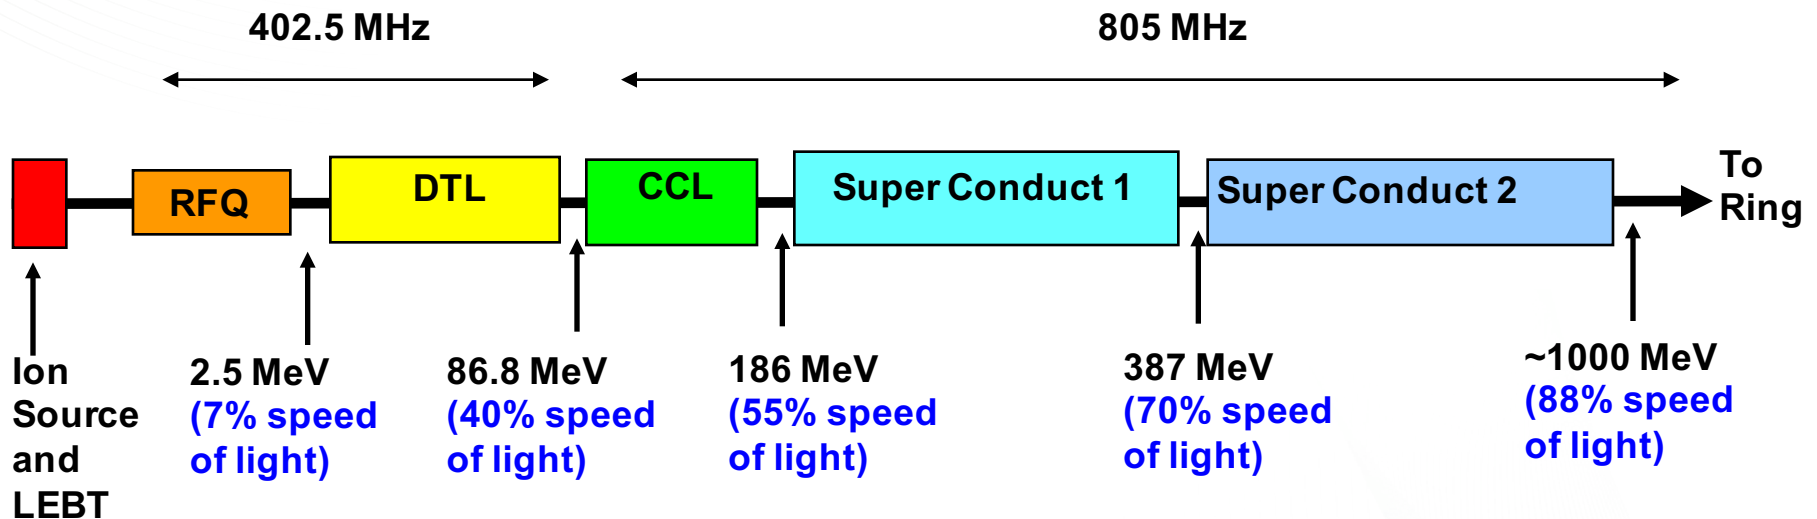 402.5 MHz
805 MHz
RFQ
DTL
CCL
Super Conduct 1
Super Conduct 2
To
Ring
Ion
Source
and
LEBT
2.5 MeV
(7% speed
of light)
86.8 MeV
(40% speed
of light)
186 MeV
(55% speed
of light)
387 MeV
(70% speed
of light)
~1000 MeV
(88% speed
of light)